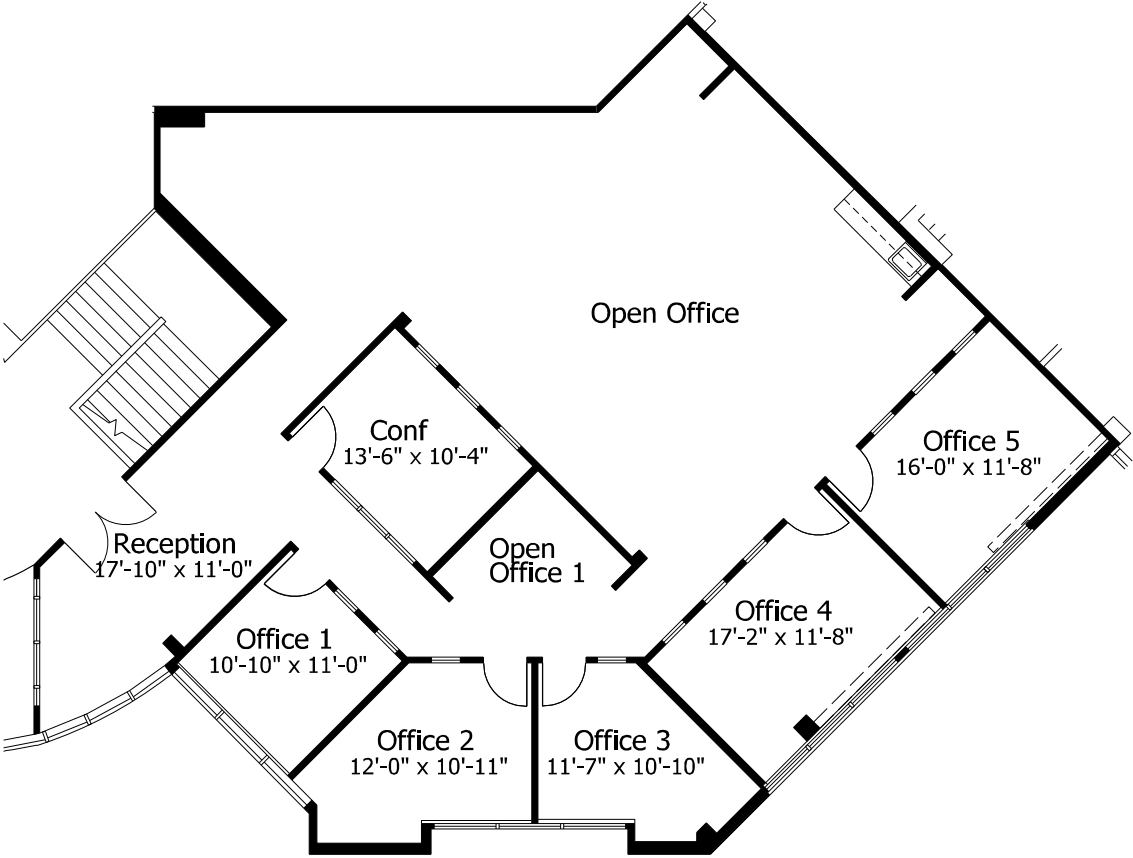 Open Office
Conf
13'-6" x 10'-4"
Office 5
16'-0" x 11'-8"
Reception
17'-10" x 11'-0"
Open
Office 1
Office 1
10'-10" x 11'-0"
Office 4
17'-2" x 11'-8"
Office 2
12'-0" x 10'-11"
Office 3
11'-7" x 10'-10"